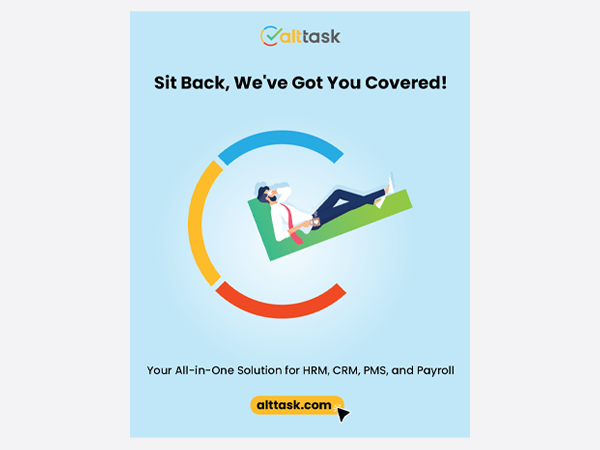 alttask
Sit Back, We've Got You Covered!
Your All-in-One Solution for HRM, CRM, PMS, and Payroll
alttask.com